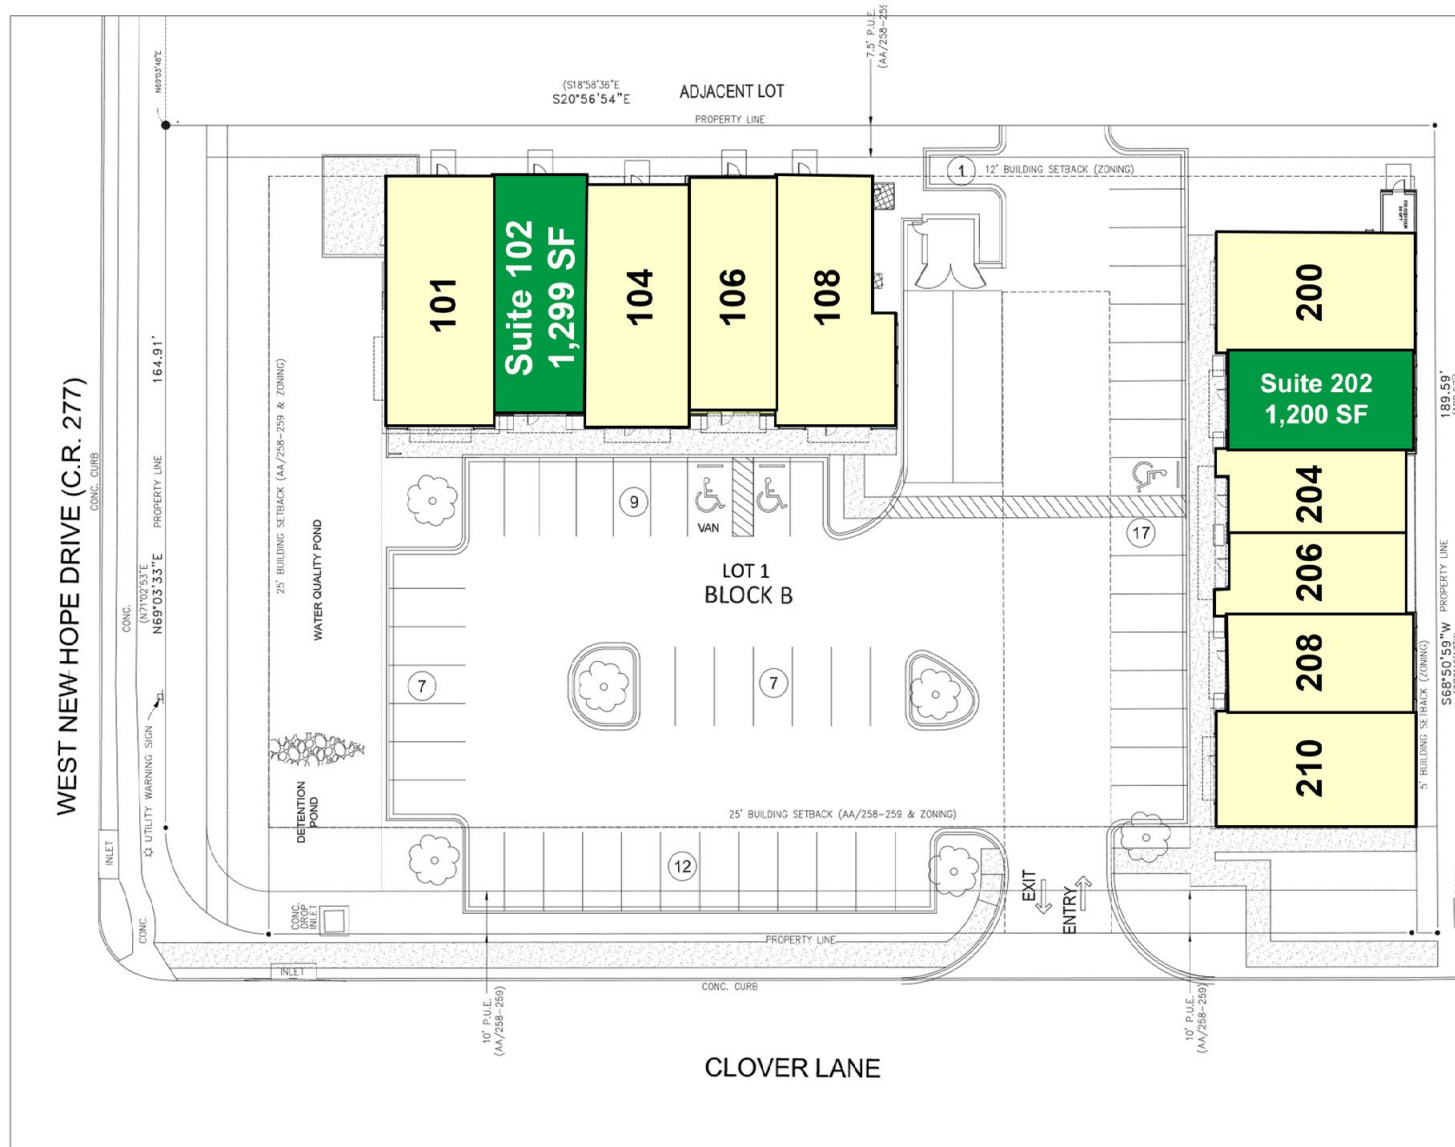 7.5' P.U.E.
(AA/258-259
N69°03'48"E
(S18°58'36"E
S20°56'54"E
ADJACENT LOT
PROPERTY LINE
1
12' BUILDING SETBACK (ZONING)
101
Suite 102
1,299 SF
104
106
108
200
Suite 202
1,200 SF
204
206
208
210
164.91'
PROPERTY LINE
(N71°02'53"E
N69°03'33"E
WEST NEW HOPE DRIVE (C.R. 277)
CONC. CURB
CONC.
25' BUILDING SETBACK (AA/258-259 & ZONING)
WATER QUALITY POND
9
VAN
17
LOT 1
BLOCK B
7
7
189.59'
PROPERTY LINE
S68°50'59"W
5' BUILDING SETBACK (ZONING)
UTILITY WARNING SIGN
DETENTION
POND
25' BUILDING SETBACK (AA/258-259 & ZONING)
12
INLET
CONC.
CONC.
DROP
INLET
EXIT
ENTRY
PROPERTY LINE
INLET
CONC. CURB
10' P.U.E.
(AA/258-259)
10' P.U.E.
(AA/258-259)
CLOVER LANE